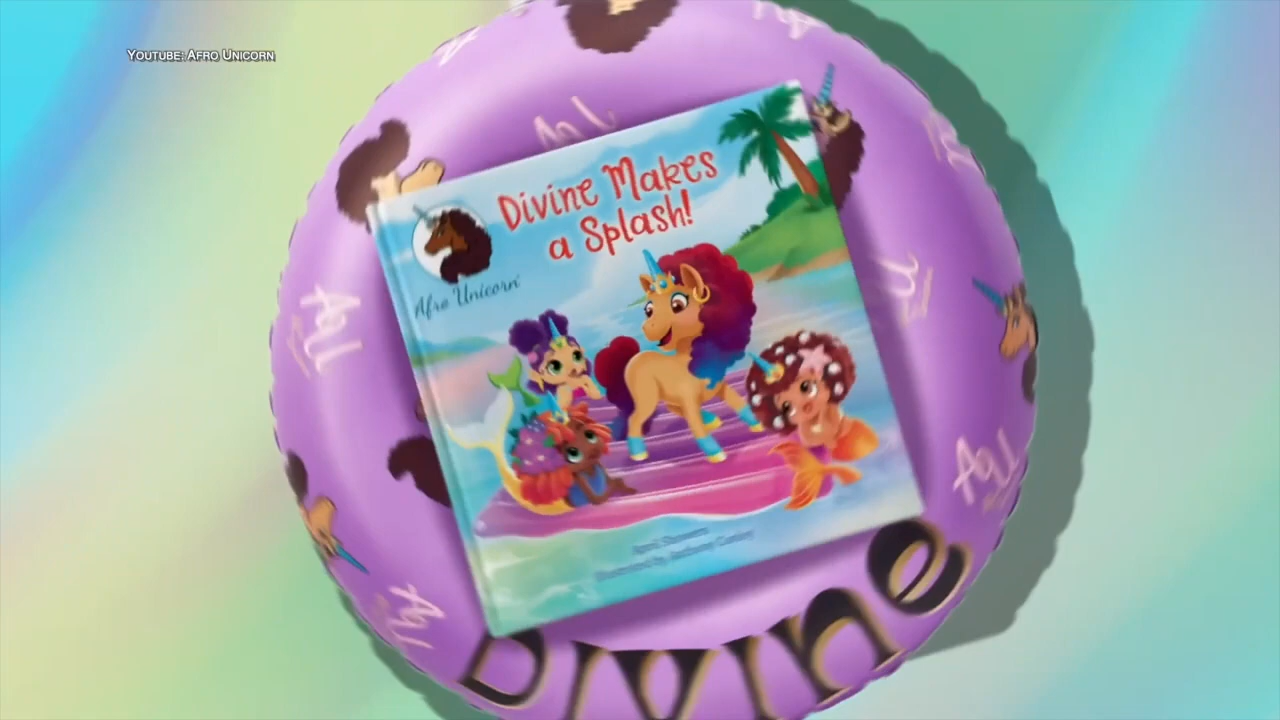 YOUTUBE: AFRO UNICORN
Divine Makes
a Splash!
Afro Unicorn
Divine